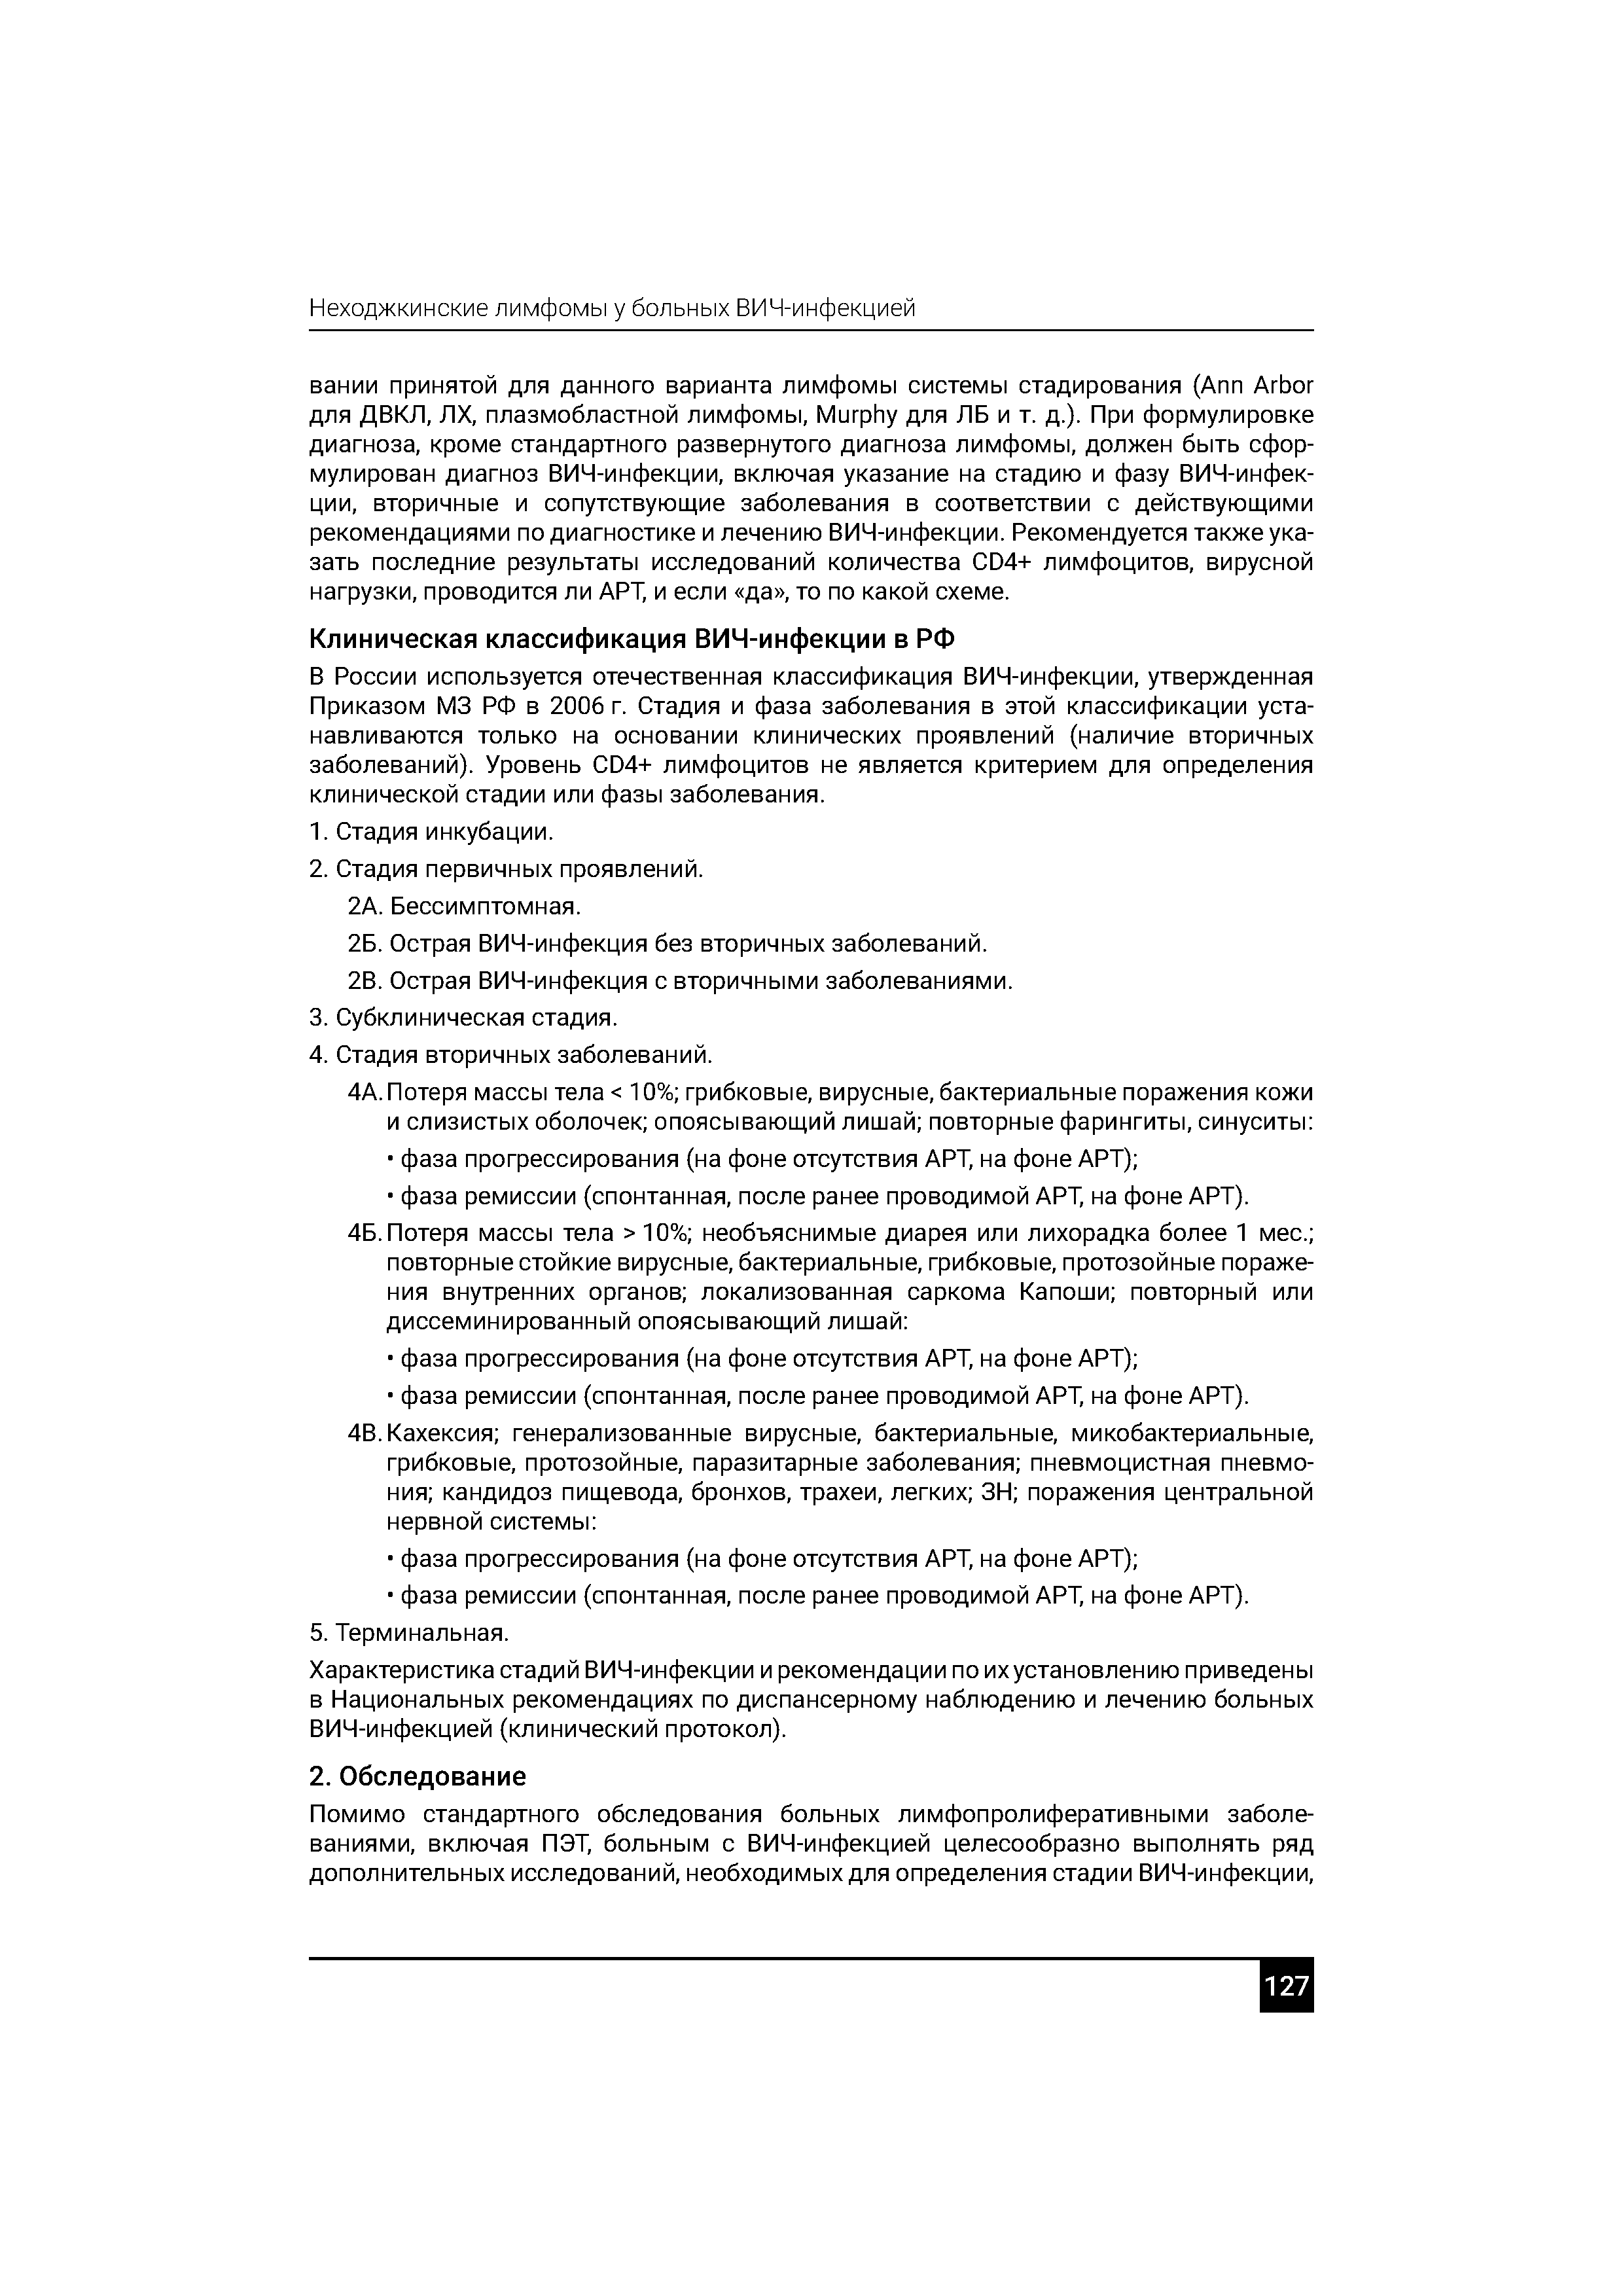 Неходжкинские лимфомы у больных ВИЧ-инфекцией
вании принятой для данного варианта лимфомы системы стадирования (Ann Arbor
для ДВКЛ, ЛХ, плазмобластной лимфомы, Murphy для ЛБ и т. д.). При формулировке
диагноза, кроме стандартного развернутого диагноза лимфомы, должен быть сфор-
мулирован диагноз ВИЧ-инфекции, включая указание на стадию и фазу ВИЧ-инфек-
ции, вторичные и сопутствующие заболевания в соответствии с действующими
рекомендациями по диагностике и лечению ВИЧ-инфекции. Рекомендуется также ука-
зать последние результаты исследований количества CD4+ лимфоцитов, вирусной
нагрузки, проводится ли АРТ, и если «да», то по какой схеме.
Клиническая классификация ВИЧ-инфекции в РФ
В России используется отечественная классификация ВИЧ-инфекции, утвержденная
Приказом МЗ РФ в 2006 г. Стадия и фаза заболевания в этой классификации уста-
навливаются только на основании клинических проявлений (наличие вторичных
заболеваний). Уровень CD4+ лимфоцитов не является критерием для определения
клинической стадии или фазы заболевания.
1. Стадия инкубации.
2. Стадия первичных проявлений.
2А. Бессимптомная.
2Б. Острая ВИЧ-инфекция без вторичных заболеваний.
2В. Острая ВИЧ-инфекция с вторичными заболеваниями.
3. Субклиническая стадия.
4. Стадия вторичных заболеваний.
4А. Потеря массы тела < 10%; грибковые, вирусные, бактериальные поражения кожи
и слизистых оболочек; опоясывающий лишай; повторные фарингиты, синуситы:
• фаза прогрессирования (на фоне отсутствия АРТ, на фоне АРТ);
• фаза ремиссии (спонтанная, после ранее проводимой АРТ, на фоне АРТ).
4Б. Потеря массы тела > 10%; необъяснимые диарея или лихорадка более 1 мес.;
повторные стойкие вирусные, бактериальные, грибковые, протозойные пораже-
ния внутренних органов; локализованная саркома Капоши; повторный или
диссеминированный опоясывающий лишай:
• фаза прогрессирования (на фоне отсутствия АРТ, на фоне АРТ);
• фаза ремиссии (спонтанная, после ранее проводимой АРТ, на фоне АРТ).
4В. Кахексия; генерализованные вирусные, бактериальные, микобактериальные,
грибковые, протозойные, паразитарные заболевания; пневмоцистная пневмо-
ния; кандидоз пищевода, бронхов, трахеи, легких; ЗН; поражения центральной
нервной системы:
• фаза прогрессирования (на фоне отсутствия АРТ, на фоне АРТ);
• фаза ремиссии (спонтанная, после ранее проводимой АРТ, на фоне АРТ).
5. Терминальная.
Характеристика стадий ВИЧ-инфекции и рекомендации по их установлению приведены
в Национальных рекомендациях по диспансерному наблюдению и лечению больных
ВИЧ-инфекцией (клинический протокол).
2. Обследование
Помимо стандартного обследования больных лимфопролиферативными заболе-
ваниями, включая ПЭТ, больным с ВИЧ-инфекцией целесообразно выполнять ряд
дополнительных исследований, необходимых для определения стадии ВИЧ-инфекции,
127